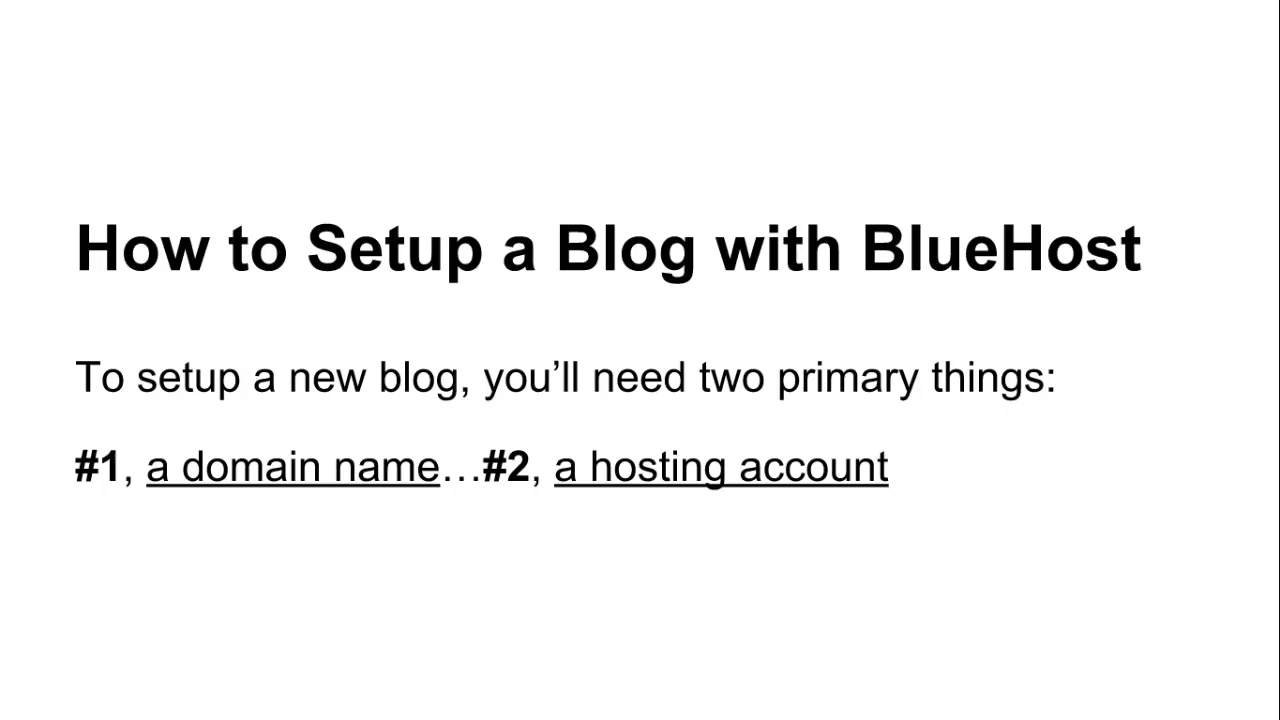 How to Setup a Blog with BlueHost
To setup a new blog, you’ll need two primary things:
#1, a domain name…#2, a hosting account